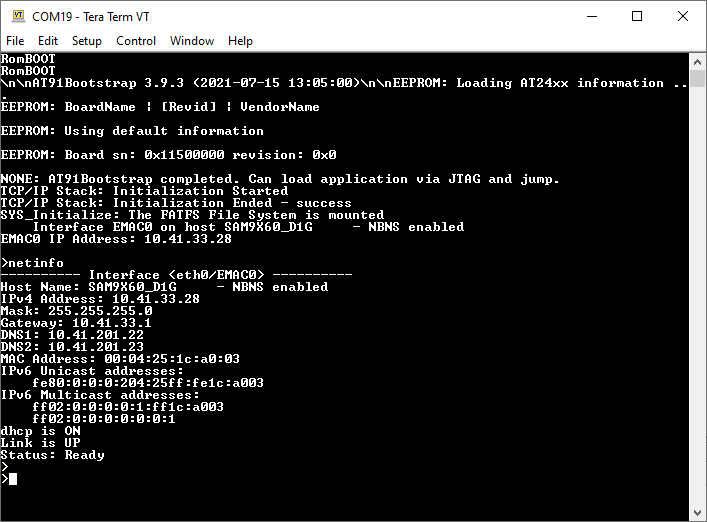 VT COM19 - Tera Term VT
File Edit Setup Control Window Help
RomBOOT
RomBOOT
\n\nAT91Bootstrap 3.9.3 (2021-07-15 13:05:00)\n\nEEPROM: Loading AT24xx information ..
.
EEPROM: BoardName | [Revid] | VendorName
EEPROM: Using default information
EEPROM: Board sn: 0x11500000 revision: 0x0
NONE: AT91Bootstrap completed. Can load application via JTAG and jump.
TCP/IP Stack: Initialization Started
TCP/IP Stack: Initialization Ended - success
SYS_Initialize: The FATFS File System is mounted
    Interface EMAC0 on host SAM9X60_D1G     - NBNS enabled
EMAC0 IP Address: 10.41.33.28
>netinfo
---------- Interface <eth0/EMAC0> ----------
Host Name: SAM9X60_D1G     - NBNS enabled
IPv4 Address: 10.41.33.28
Mask: 255.255.255.0
Gateway: 10.41.33.1
DNS1: 10.41.201.22
DNS2: 10.41.201.23
MAC Address: 00:04:25:1c:a0:03
IPv6 Unicast addresses:
    fe80:0:0:0:204:25ff:fe1c:a003
IPv6 Multicast addresses:
    ff02:0:0:0:0:1:ff1c:a003
    ff02:0:0:0:0:0:0:1
dhcp is ON
Link is UP
Status: Ready
>
>